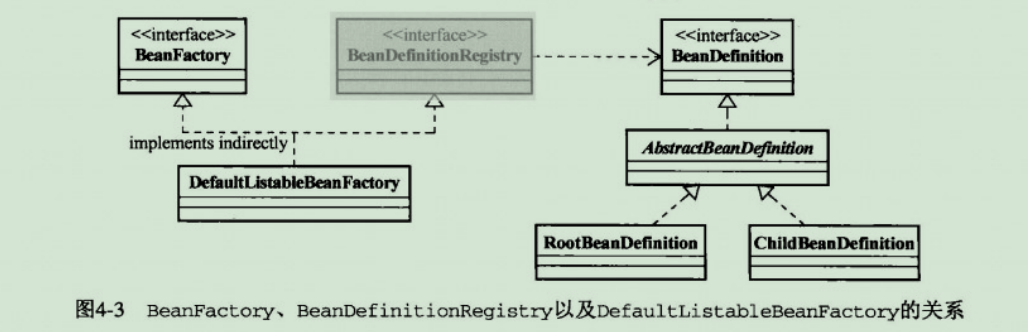 <<interface>>
BeanFactory
<<interface>>
BeanDefinitionRegistry
<<interface>>
BeanDefinition
implements indirectly
AbstractBeanDefinition
DefaultListableBeanFactory
RootBeanDefinition
ChildBeanDefinition
图4-3 BeanFactory、BeanDefinitionRegistry以及DefaultListableBeanFactory的关系